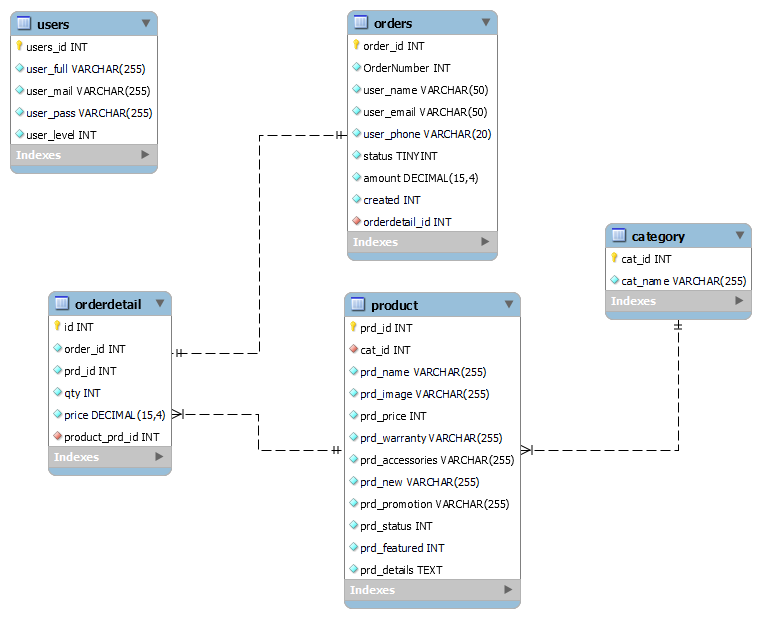 users
users_id INT
user_full VARCHAR(255)
user_mail VARCHAR(255)
user_pass VARCHAR(255)
user_level INT
Indexes
orders
order_id INT
OrderNumber INT
user_name VARCHAR(50)
user_email VARCHAR(50)
user_phone VARCHAR(20)
status TINYINT
amount DECIMAL(15,4)
created INT
orderdetail_id INT
Indexes
category
cat_id INT
cat_name VARCHAR(255)
Indexes
orderdetail
id INT
order_id INT
prd_id INT
qty INT
price DECIMAL(15,4)
product_prd_id INT
Indexes
product
prd_id INT
cat_id INT
prd_name VARCHAR(255)
prd_image VARCHAR(255)
prd_price INT
prd_warranty VARCHAR(255)
prd_accessories VARCHAR(255)
prd_new VARCHAR(255)
prd_promotion VARCHAR(255)
prd_status INT
prd_featured INT
prd_details TEXT
Indexes